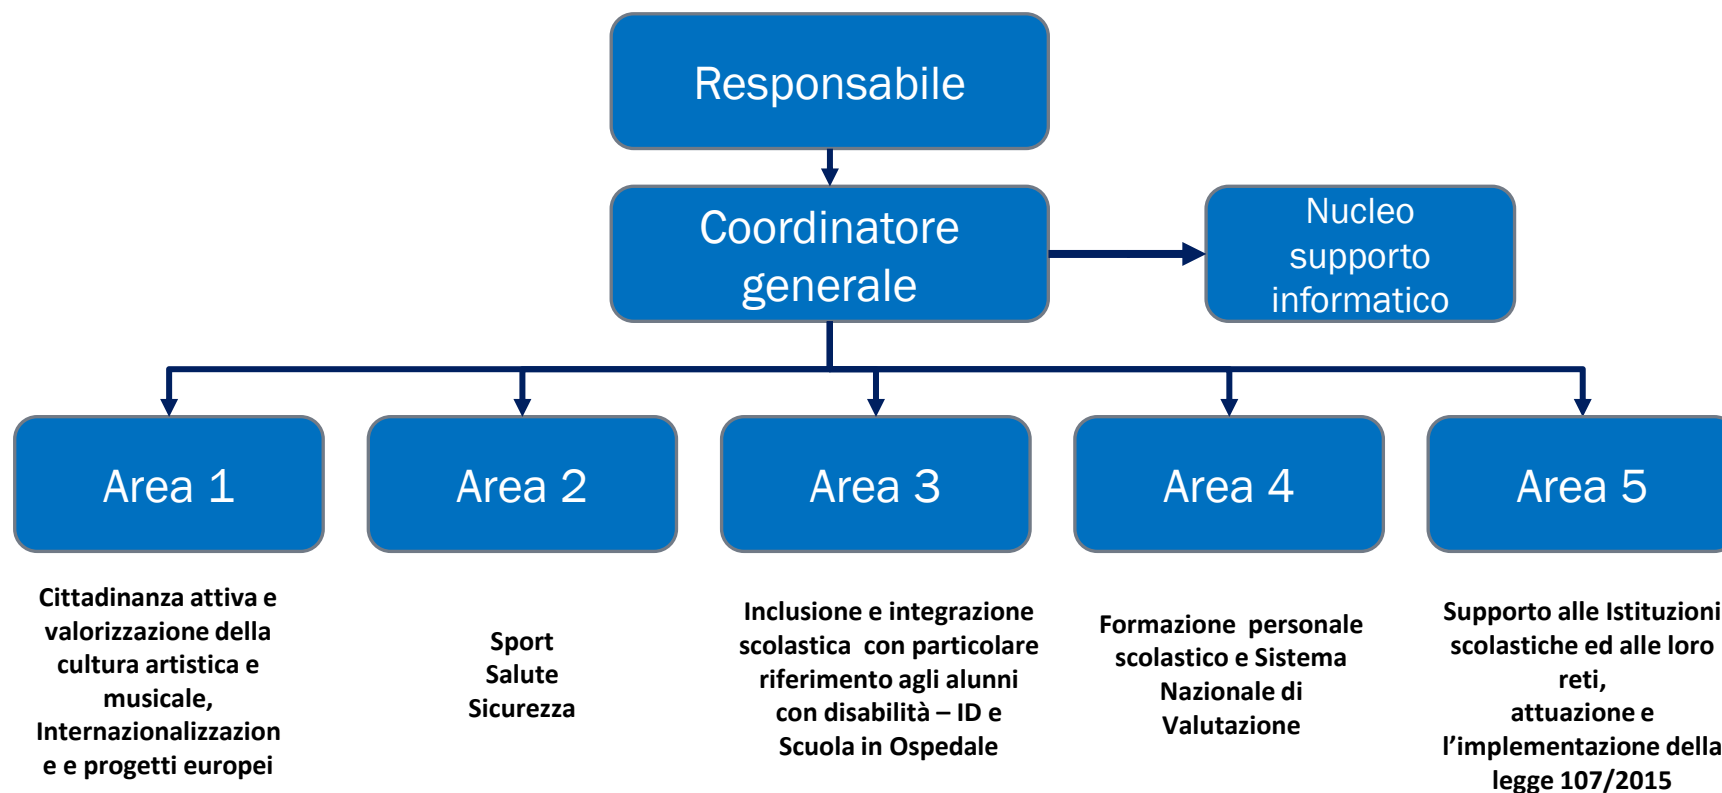 Responsabile
Coordinatore
generale
Nucleo
supporto
informatico
Area 1
Area 2
Area 3
Area 4
Area 5
Cittadinanza attiva e
valorizzazione della
cultura artistica e
musicale,
Internazionalizzazion
e e progetti europei
Sport
Salute
Sicurezza
Inclusione e integrazione
scolastica con particolare
riferimento agli alunni
con disabilità – ID e
Scuola in Ospedale
Formazione personale
scolastico e Sistema
Nazionale di
Valutazione
Supporto alle Istituzioni
scolastiche ed alle loro
reti,
attuazione e
l’implementazione della
legge 107/2015